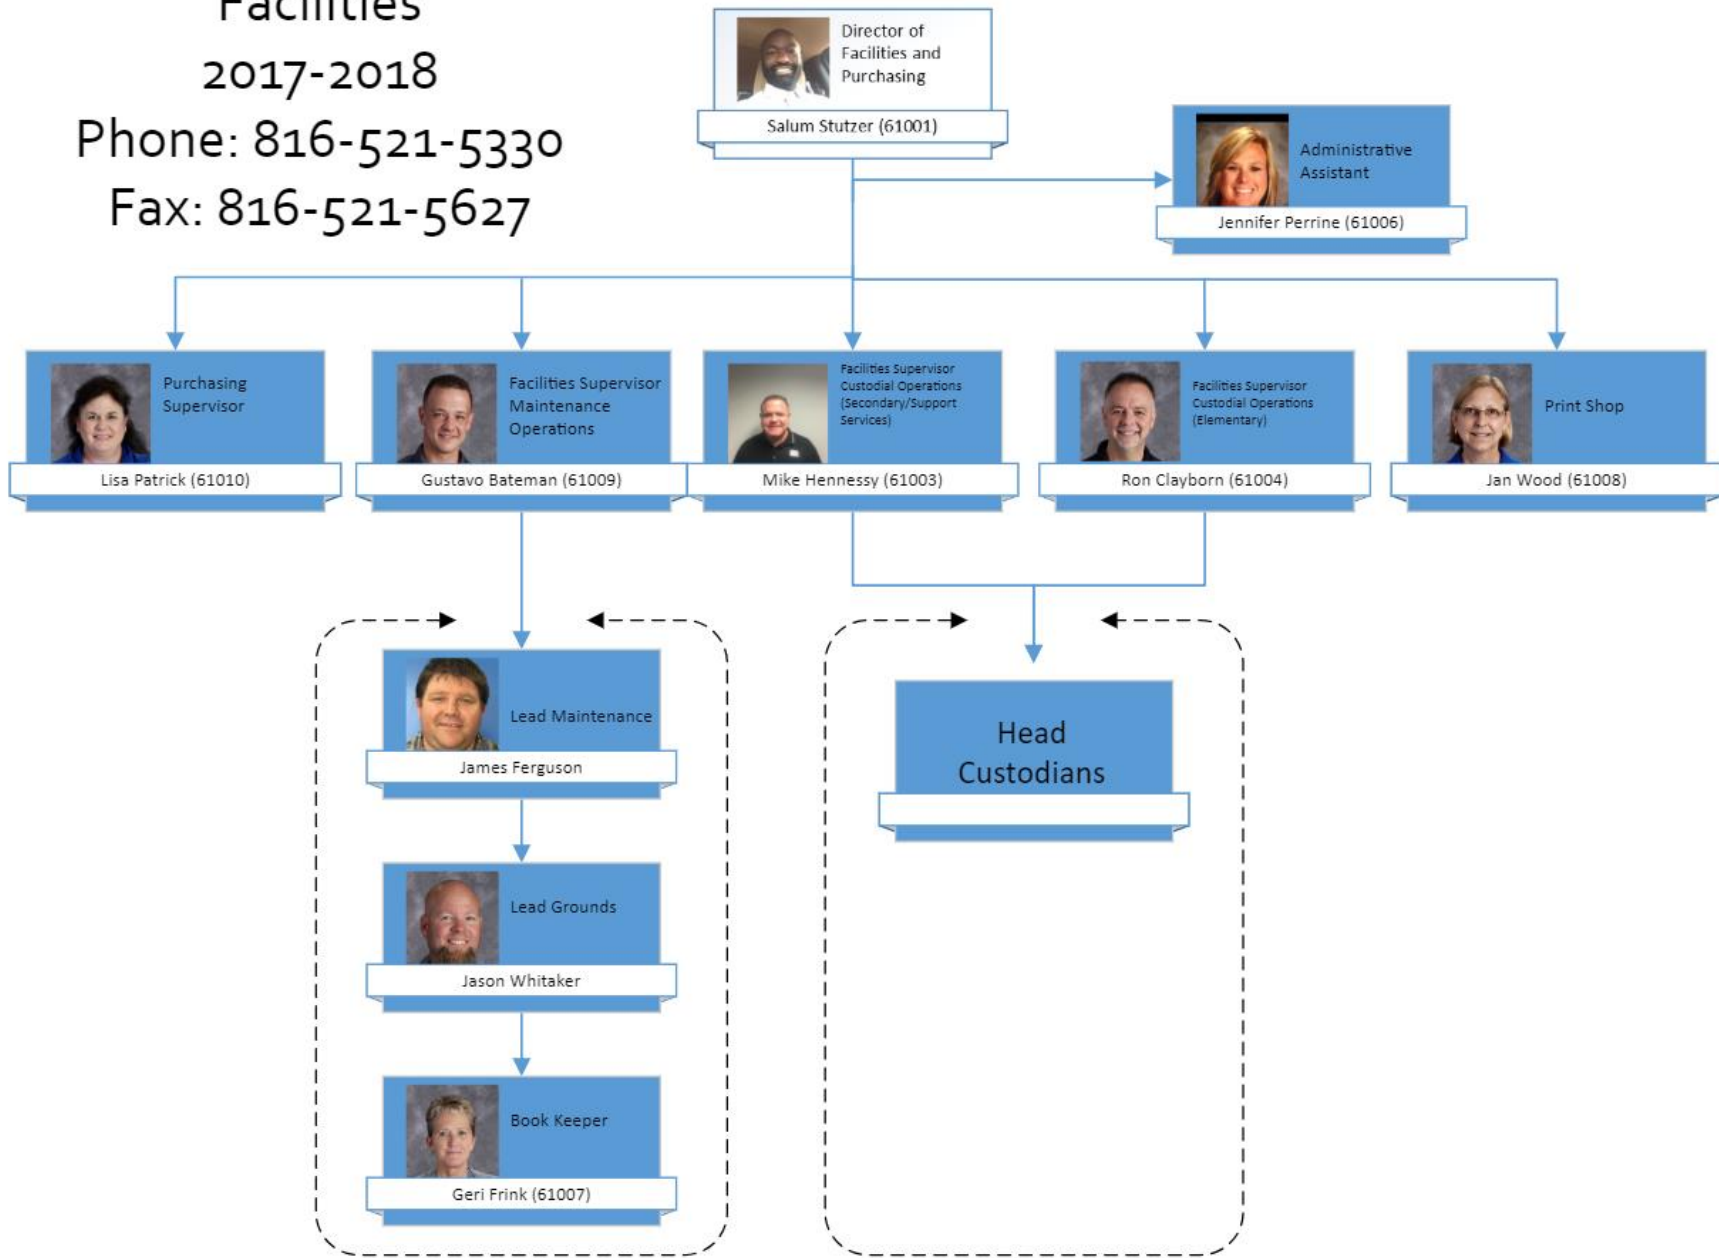 Facilities
2017-2018
Phone: 816-521-5330
Fax: 816-521-5627
Director of
Facilities and
Purchasing
Salum Stutzer (61001)
Administrative
Assistant
Jennifer Perrine (61006)
Purchasing
Supervisor
Lisa Patrick (61010)
Facilities Supervisor
Maintenance
Operations
Gustavo Bateman (61009)
Facilities Supervisor
Custodial Operations
(Secondary/Support
Services)
Mike Hennessy (61003)
Facilities Supervisor
Custodial Operations
(Elementary)
Ron Clayborn (61004)
Print Shop
Jan Wood (61008)
Lead Maintenance
James Ferguson
Lead Grounds
Jason Whitaker
Book Keeper
Geri Frink (61007)
Head
Custodians